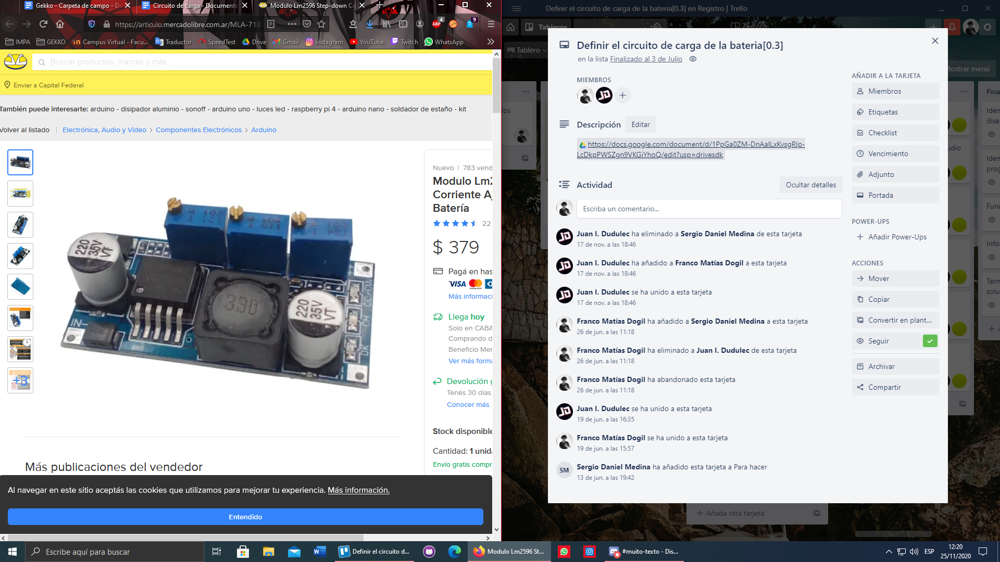 Gekko - Carpeta de campo - D
Circuito de carga - Documento
Modulo Lm2596 Step-down Co
https://articulo.mercadolibre.com.ar/MLA-718
4
ABP
9
IMPA
GEKKO
Campus Virtual - Facu...
Traductor
SpeedTest
Drive
Gmail
Instagram
YouTube
Twitch
WhatsApp
Buscar productos, marcas y más...
Enviar a Capital Federal
También puede interesarte: arduino - disipador aluminio - sonoff - arduino uno - luces led - raspberry pi 4 - arduino nano - soldador de estaño - kit
Volver al listado
Electrónica, Audio y Video > Componentes Electrónicos > Arduino
+3
220
35V
VT
330
220
35V
VT
IN-
CC/CV
CH
OK
Nuevo | 783 vend
Modulo Lm2
Corriente Aj
Batería
22
$ 379
Pagá en has
VISA
Más informaci
Llega hoy
Solo en CABA
Comprando d
Beneficio Mer
Ver más forma
Devolución g
Tenés 30 días
Conocer más
Stock disponible
Cantidad: 1 unida
Envío gratis compr
Más publicaciones del vendedor
Al navegar en este sitio aceptás las cookies que utilizamos para mejorar tu experiencia. Más información.
Entendido
Definir el circuito de carga de la bateria[0.3] en Registro | Trello
Tableros
Tablero
Mostrar menú
los
Añada otra tarjeta
udio
Fina
Iden
dise
Iden
prog
Func
Infor
Term
solu
Definir el circuito de carga de la bateria[0.3]
en la lista Finalizado al 3 de Julio
MIEMBROS
Descripción
Editar
https://docs.google.com/document/d/1PpGa0ZM-DnAaILxKvsgRIp-
LcDkpPWSZgn9VKGiYhoQ/edit?usp=drivesdk
Actividad
Ocultar detalles
Escriba un comentario...
Juan I. Dudulec ha eliminado a Sergio Daniel Medina de esta tarjeta
17 de nov. a las 18:46
Juan I. Dudulec ha añadido a Franco Matías Dogil a esta tarjeta
17 de nov. a las 18:46
Juan I. Dudulec se ha unido a esta tarjeta
17 de nov. a las 18:46
Franco Matías Dogil ha añadido a Sergio Daniel Medina a esta tarjeta
26 de jun. a las 11:18
Franco Matías Dogil ha eliminado a Juan I. Dudulec de esta tarjeta
26 de jun. a las 11:18
Franco Matías Dogil ha abandonado esta tarjeta
26 de jun. a las 11:18
Juan I. Dudulec se ha unido a esta tarjeta
19 de jun. a las 16:35
Franco Matías Dogil se ha unido a esta tarjeta
19 de jun. a las 15:57
SM
Sergio Daniel Medina ha añadido esta tarjeta a Para hacer
13 de jun. a las 19:42
AÑADIR A LA TARJETA
Miembros
Etiquetas
Checklist
Vencimiento
Adjunto
Portada
POWER-UPS
Añadir Power-Ups
ACCIONES
Mover
Copiar
Convertir en plant...
Seguir
Archivar
Compartir
Escribe aquí para buscar
Definir el circuito d...
Modulo Lm2596 St...
#muito-texto - Dis...
ESP
12:20
25/11/2020